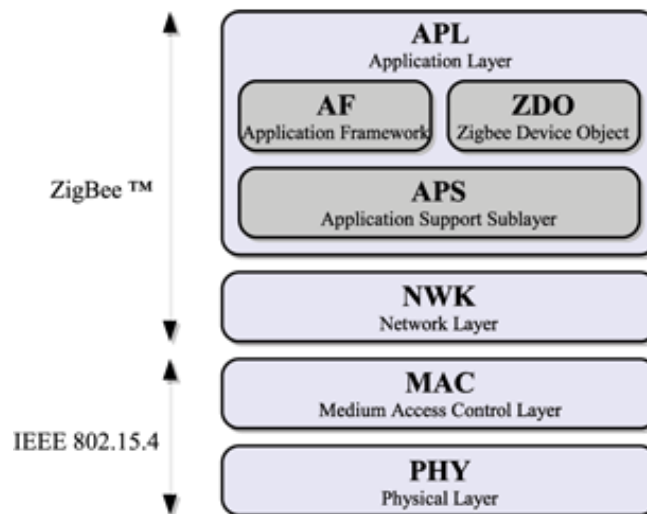 APL
Application Layer
AF
Application Framework
ZDO
Zigbee Device Object
APS
Application Support Sublayer
ZigBee ™
NWK
Network Layer
MAC
Medium Access Control Layer
IEEE 802.15.4
PHY
Physical Layer